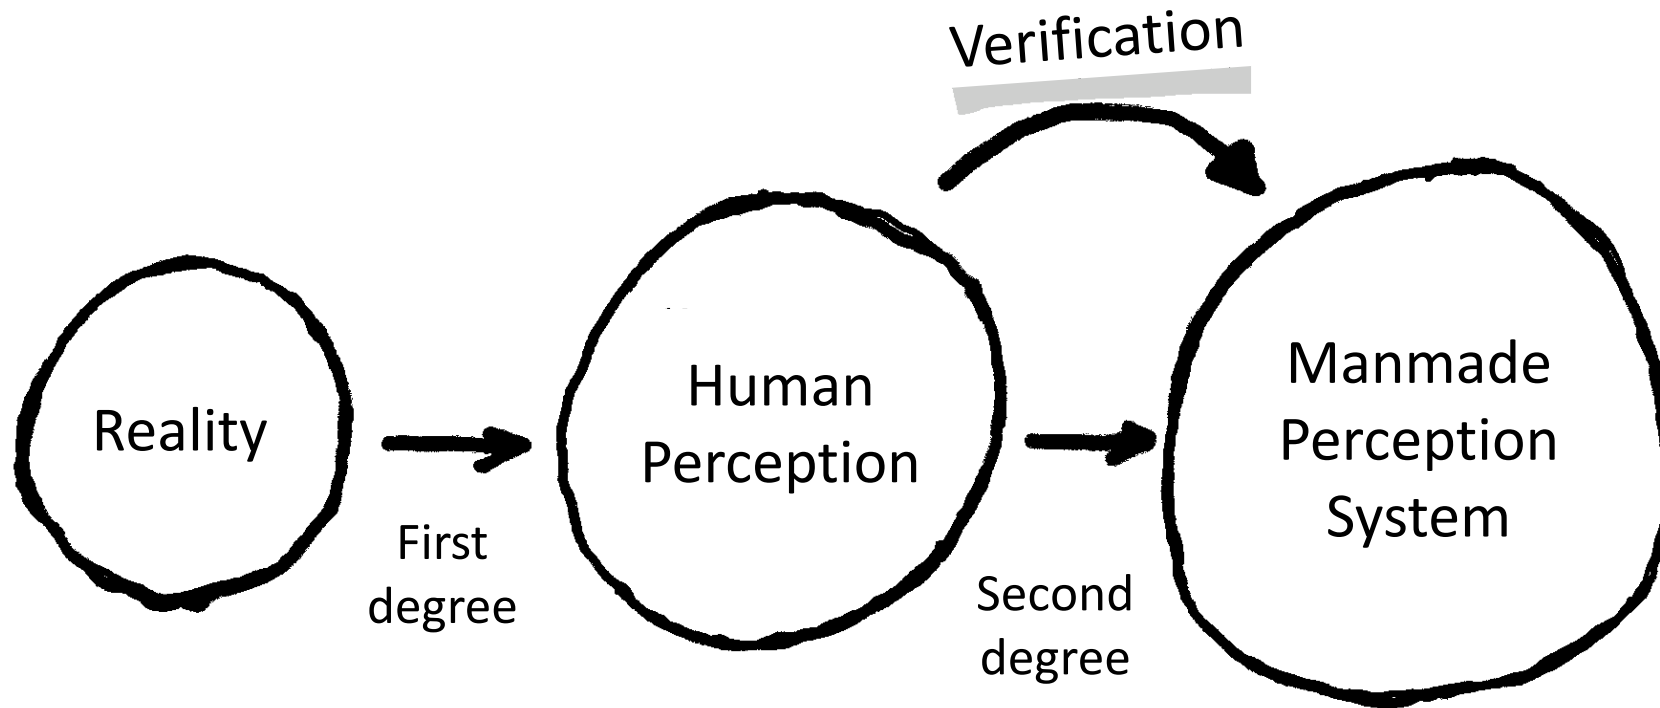 Verification
Reality
First
degree
Human
Perception
Second
degree
Manmade
Perception
System